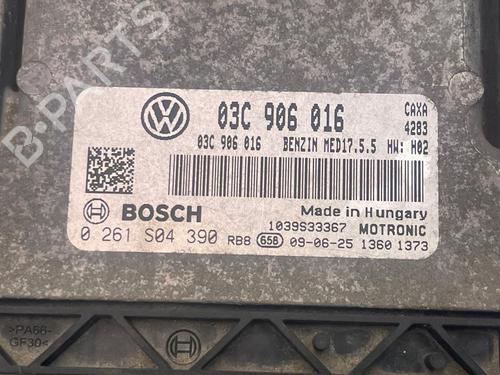 B-PARTS
03C 906 016 CAXA
4283
03C 906 016 BENZIN MED17.5.5 HW: H02
BOSCH
Made in Hungary
1039S33367 MOTRONIC
0 261 S04 390 RB8 658 09-06-25 1360 1373
>PA66-
GF30<